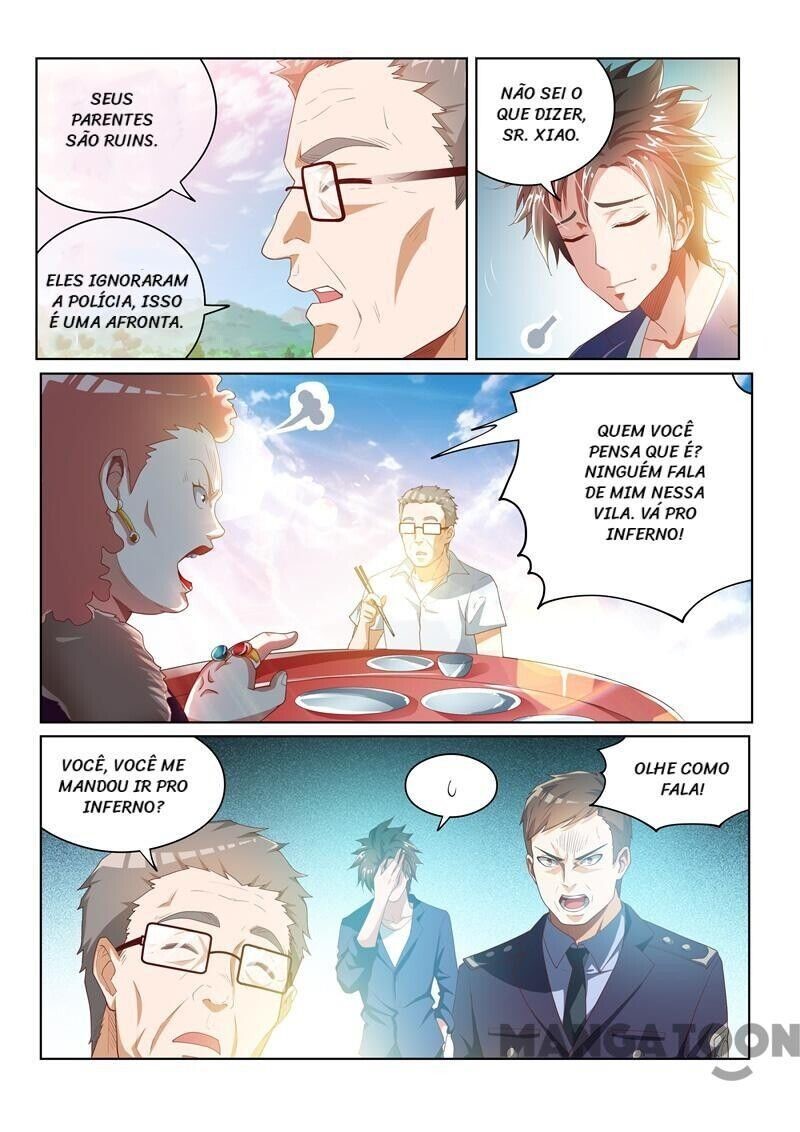 SEUS
PARENTES
SÃO RUINS.
ELES IGNORARAM
A POLÍCIA, ISSO
É UMA AFRONTA.
NÃO SEI O
QUE DIZER,
SR. XIAO.
QUEM VOCÊ
PENSA QUE É?
NINGUÉM FALA
DE MIM NESSA
VILA. VÁ PRO
INFERNO!
VOCÊ, VOCÊ ME
MANDOU IR PRO
INFERNO?
OLHE COMO
FALA!
MANGATOON